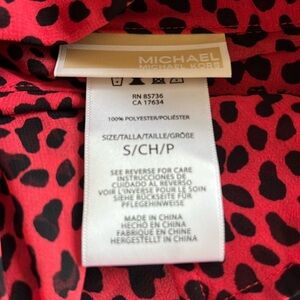 MICHAEL
MICHAEL KORS
RN 85736
CA 17634
100% POLYESTER/POLIÉSTER
SIZE/TALLA/TAILLE/GRÖßE
S/CH/P
SEE REVERSE FOR CARE
INSTRUCCIONES DE
CUIDADO AL REVERSO
VOIR L'INVERSE POUR LE SOIN
SIEHE RÜCKSEITE FÜR
PFLEGEHINWEISE
MADE IN CHINA
HECHO EN CHINA
FABRIQUE EN CHINE
HERGESTELLT IN CHINA